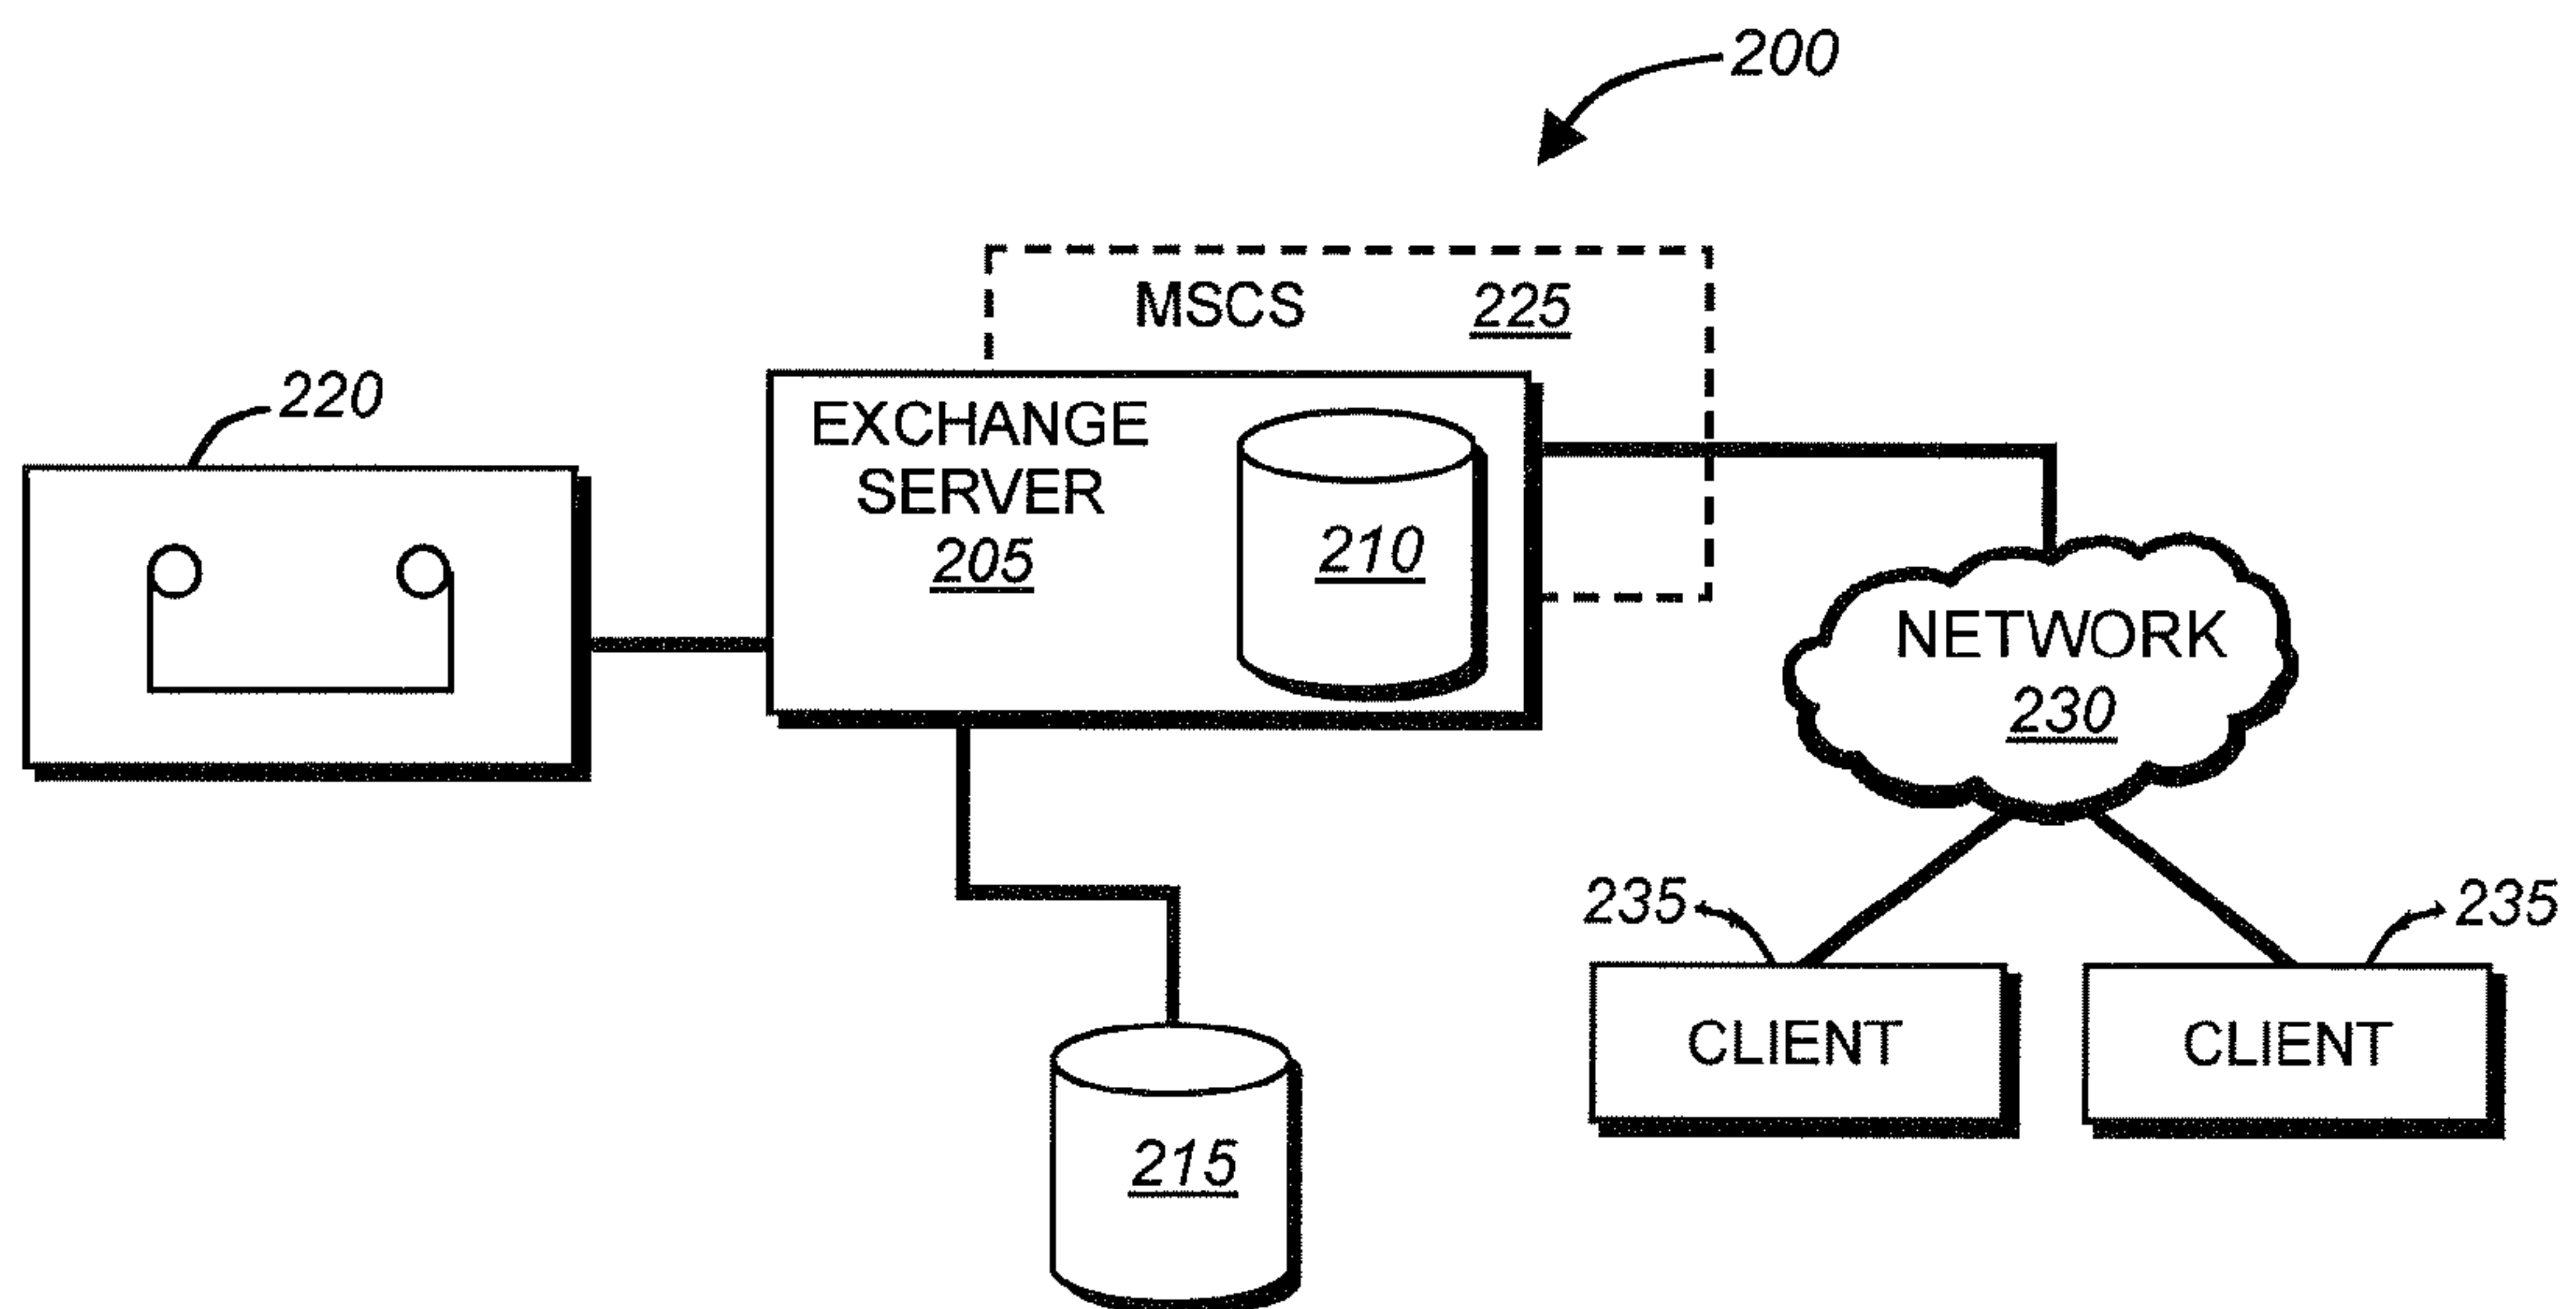 200
MSCS 225
220
EXCHANGE
SERVER
205
210
NETWORK
230
235
235
CLIENT
CLIENT
215